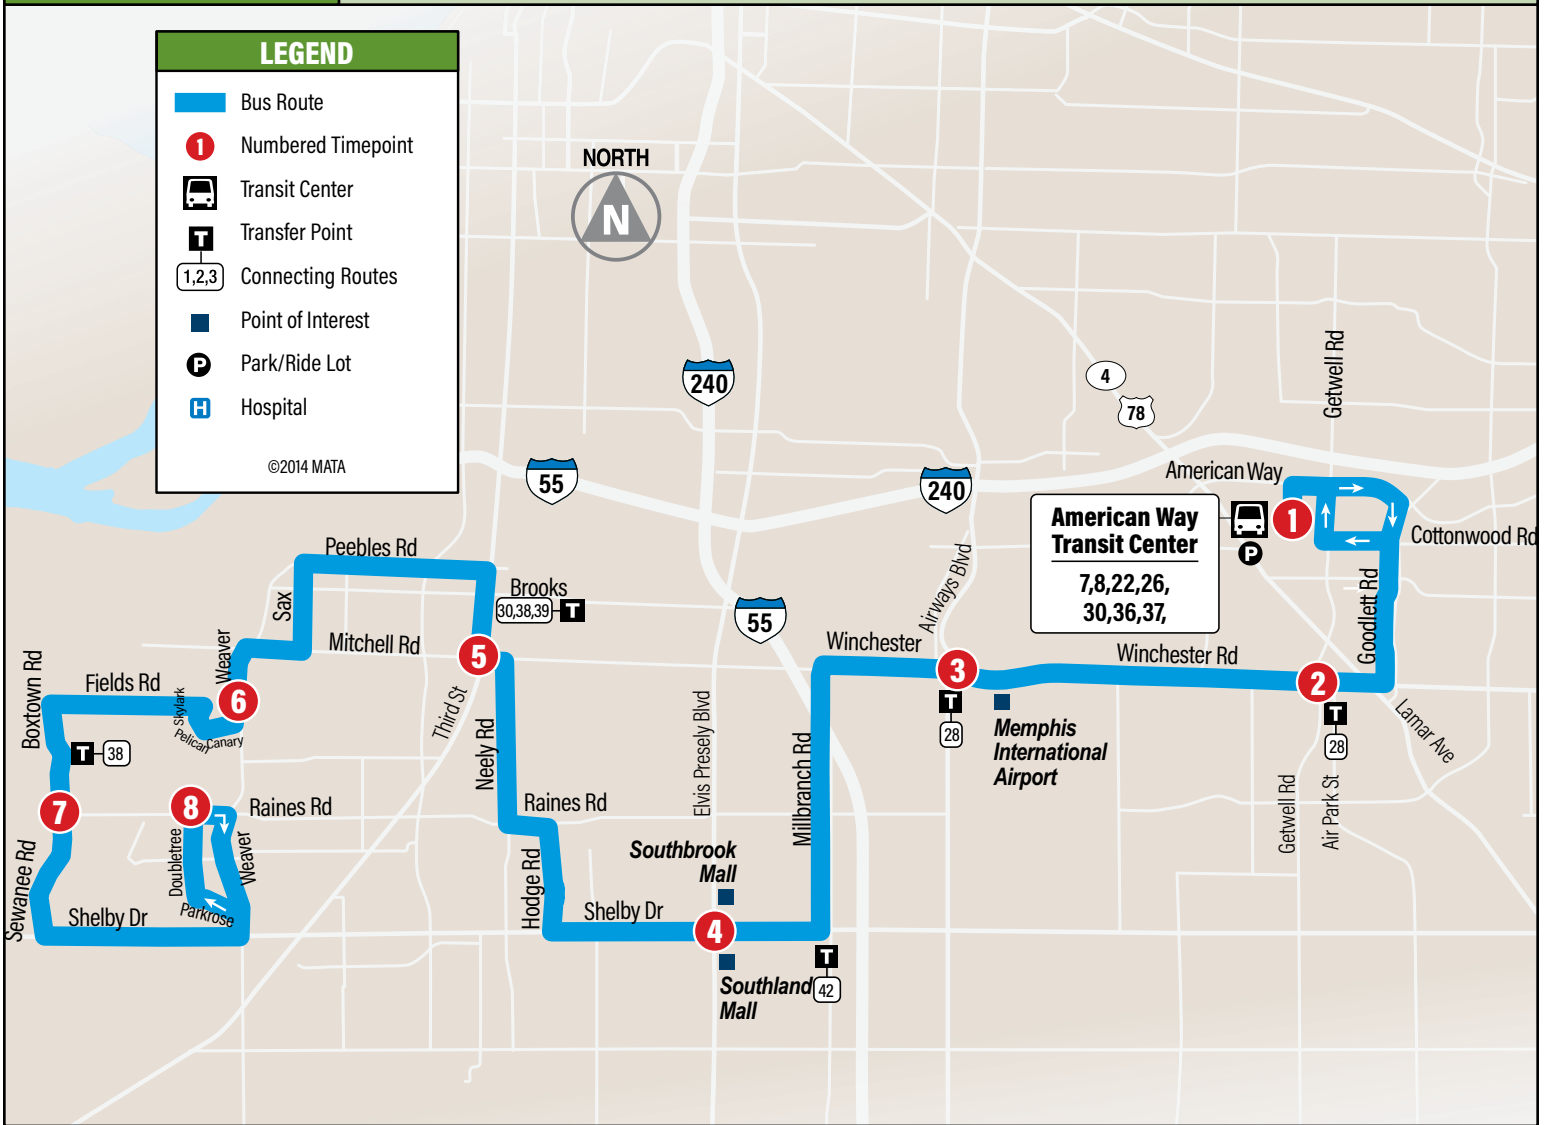 LEGEND
Bus Route
1
Numbered Timepoint
Transit Center
T
Transfer Point
1,2,3
Connecting Routes
Point of Interest
P
Park/Ride Lot
H
Hospital
©2014 MATA
NORTH
N
240
55
240
55
4
78
Getwell Rd
American Way
1
American Way
Transit Center
7,8,22,26,
30,36,37,
P
Cottonwood Rd
Goodlett Rd
Peebles Rd
Brooks
30,38,39
T
Sax
Mitchell Rd
5
Weaver
Airways Blvd
Winchester
3
T
28
Winchester Rd
2
T
28
Memphis
International
Airport
Lamar Ave
Getwell Rd
Air Park St
Boxtown Rd
Fields Rd
Skylark
Pelican
Canary
6
T
38
Third St
Neely Rd
Elvis Presely Blvd
Millbranch Rd
7
8
Raines Rd
Raines Rd
Doubletree
Weaver
Parkrose
Sewanee Rd
Shelby Dr
Hodge Rd
Shelby Dr
Southbrook
Mall
4
Southland
Mall
T
42